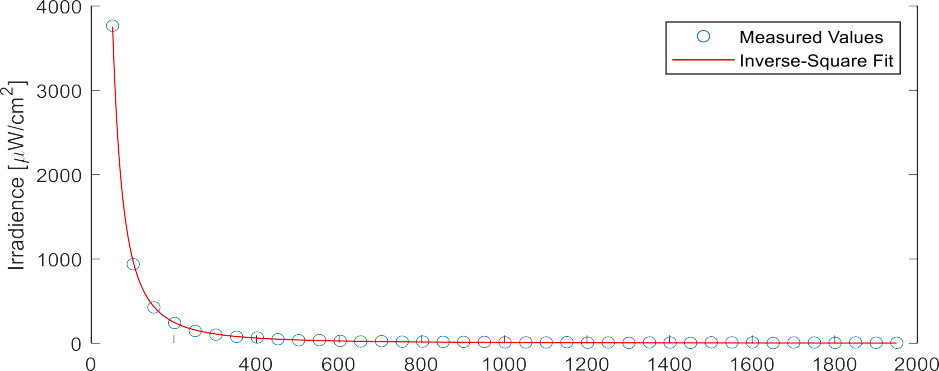 4000
3000
2000
1000
0
Irradience [μW/cm²]
Measured Values
Inverse-Square Fit
0 200 400 600 800 1000 1200 1400 1600 1800 2000